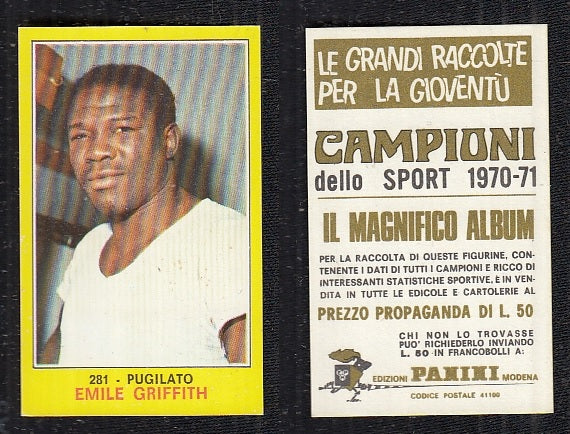 281 - PUGILATO
EMILE GRIFFITH
LE GRANDI RACCOLTE
PER LA GIOVENTÙ
CAMPIONI
dello SPORT 1970-71
IL MAGNIFICO ALBUM
PER LA RACCOLTA DI QUESTE FIGURINE, CON-
TENENTE I DATI DI TUTTI I CAMPIONI E RICCO DI
INTERESSANTI STATISTICHE SPORTIVE, È IN VEN-
DITA IN TUTTE LE EDICOLE E CARTOLERIE AL
PREZZO PROPAGANDA DI L. 50
CHI NON LO TROVASSE
PUO' RICHIEDERLO INVIANDO
L. 50 IN FRANCOBOLLI A:
EDIZIONI PANINI MODENA
CODICE POSTALE 41100